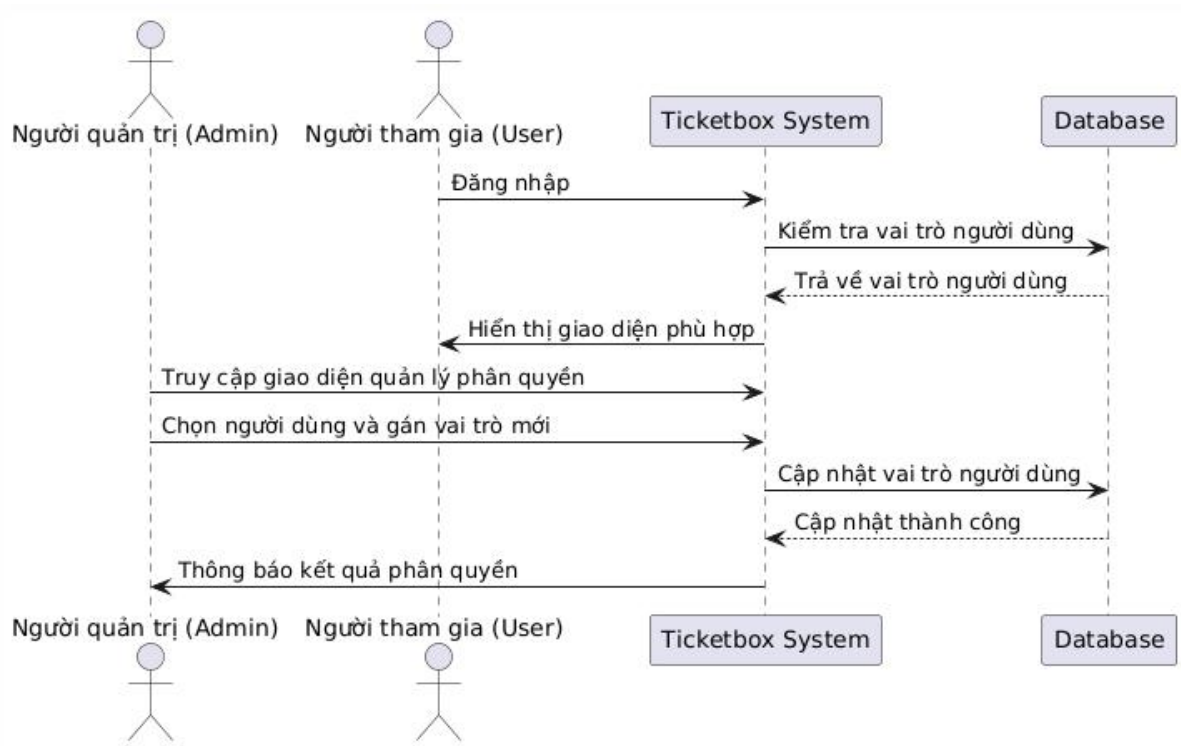 Người quản trị (Admin)
Người tham gia (User)
Ticketbox System
Database
Đăng nhập
Kiểm tra vai trò người dùng
Trả về vai trò người dùng
Hiển thị giao diện phù hợp
Truy cập giao diện quản lý phân quyền
Chọn người dùng và gán vai trò mới
Cập nhật vai trò người dùng
Cập nhật thành công
Thông báo kết quả phân quyền
Người quản trị (Admin)
Người tham gia (User)
Ticketbox System
Database